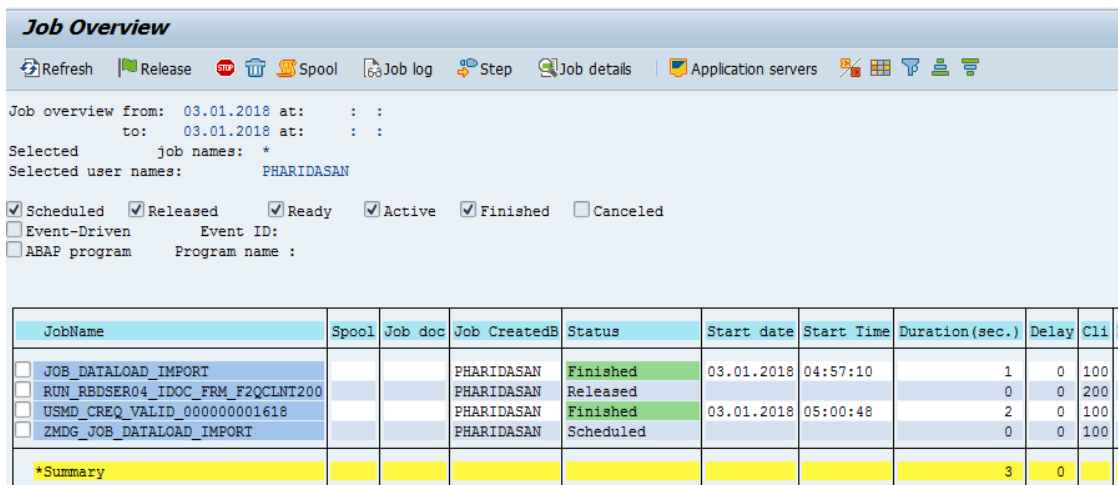 Job Overview
Refresh Release STOP Spool Job log Step Job details Application servers
Job overview from: 03.01.2018 at: : :
to: 03.01.2018 at: : :
Selected job names: *
Selected user names: PHARIDASAN
Scheduled Released Ready Active Finished Canceled
Event-Driven Event ID:
ABAP program Program name :
JobName Spool Job doc Job CreatedB Status Start date Start Time Duration(sec.) Delay Cli
JOB_DATALOAD_IMPORT PHARIDASAN Finished 03.01.2018 04:57:10 1 0 100
RUN_RBDSER04_IDOC_FRM_F2QCLNT200 PHARIDASAN Released 0 0 200
USMD_CREQ_VALID_000000001618 PHARIDASAN Finished 03.01.2018 05:00:48 2 0 100
ZMDG_JOB_DATALOAD_IMPORT PHARIDASAN Scheduled 0 0 100
*Summary 3 0